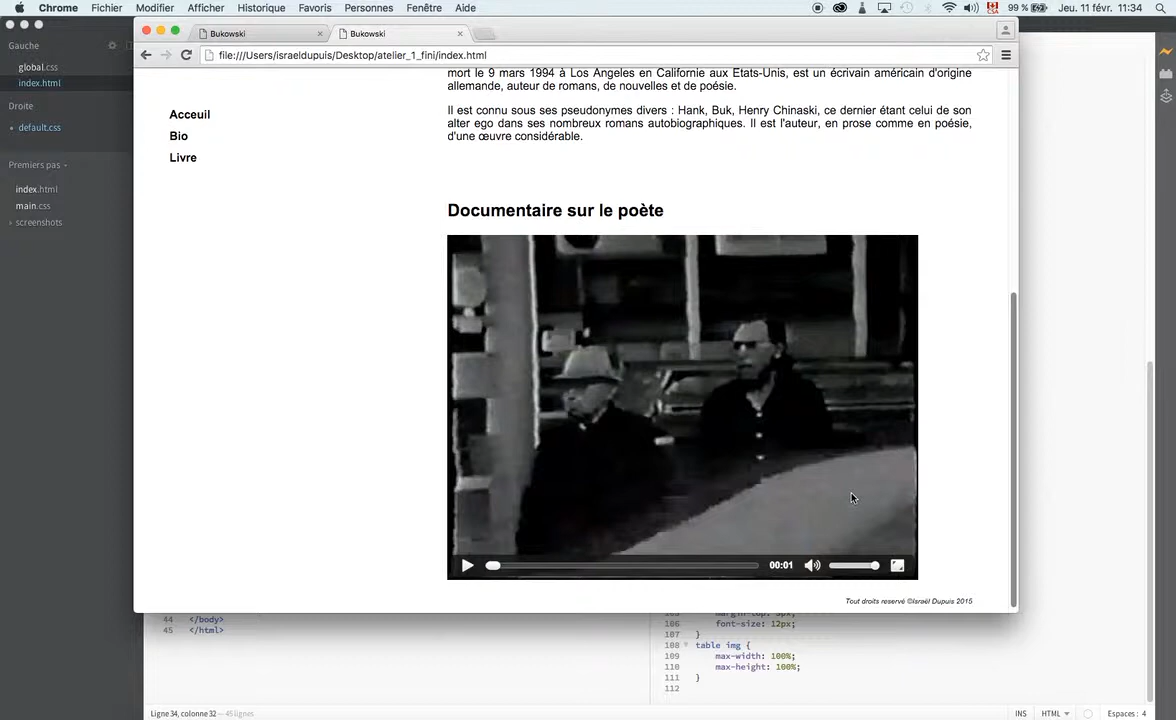 Chrome Fichier Modifier Afficher Historique Favoris Personnes Fenêtre Aide
99 % Jeu. 11 févr. 11:34
Gauche
global.css
index.html
Droite
default.css
Premiers pas
index.html
main.css
screenshots
Bukowski
Bukowski
file:///Users/israeldupuis/Desktop/atelier_1_fini/index.html
Acceuil
Bio
Livre
mort le 9 mars 1994 à Los Angeles en Californie aux Etats-Unis, est un écrivain américain d'origine
allemande, auteur de romans, de nouvelles et de poésie.
Il est connu sous ses pseudonymes divers : Hank, Buk, Henry Chinaski, ce dernier étant celui de son
alter ego dans ses nombreux romans autobiographiques. Il est l'auteur, en prose comme en poésie,
d'une œuvre considérable.
Documentaire sur le poète
00:01
Tout droits reservé ©Israël Dupuis 2015
44 </body>
45 </html>
106 font-size: 12px;
107 }
108 table img {
109 max-width: 100%;
110 max-height: 100%;
111 }
112
Ligne 34, colonne 32 — 45 lignes
INS HTML Espaces : 4